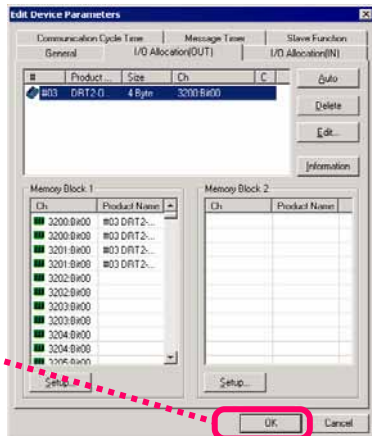 Edit Device Parameters
Communication Cycle Time Message Timer Slave Function
General I/O Allocation(OUT) I/O Allocation(IN)
# Product ... Size Ch C
#03 DRT2-O... 4 Byte 3200:Bit00
Auto
Delete
Edit...
Information
Memory Block 1
Ch Product Name
3200:Bit00 #03 DRT2-...
3200:Bit08 #03 DRT2-...
3201:Bit00 #03 DRT2-...
3201:Bit08 #03 DRT2-...
3202:Bit00
3202:Bit08
3203:Bit00
3203:Bit08
3204:Bit00
3204:Bit08
3205:Bit00
Setup...
Memory Block 2
Ch Product Name
Setup...
OK Cancel